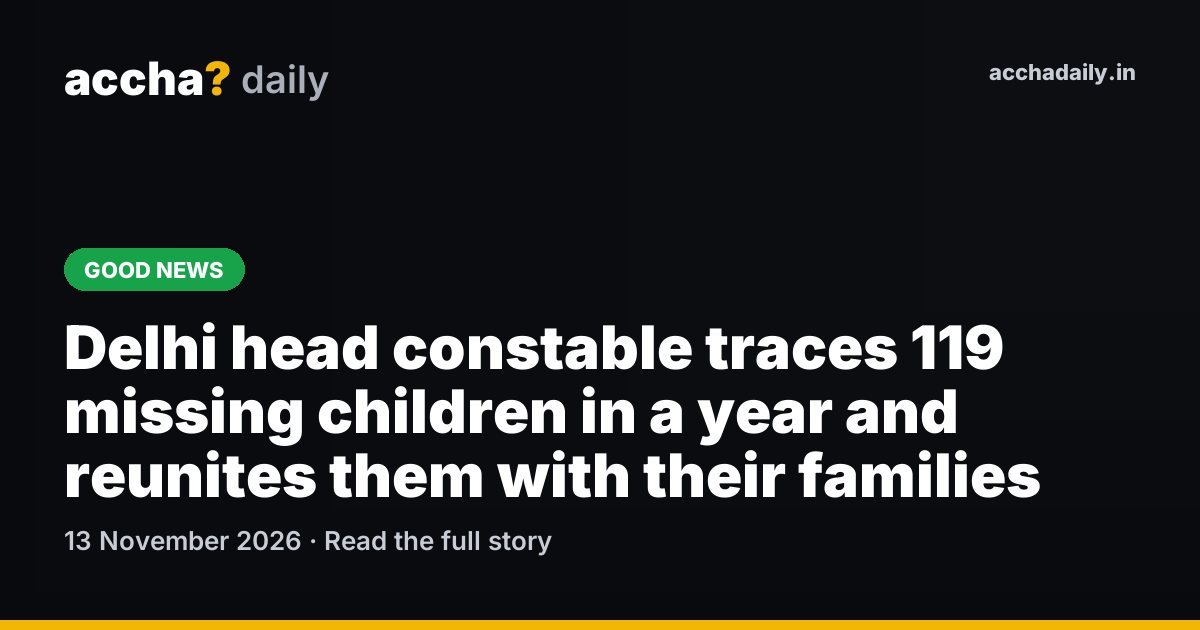 accha? daily
acchadaily.in
GOOD NEWS
Delhi head constable traces 119
missing children in a year and
reunites them with their families
13 November 2026 · Read the full story